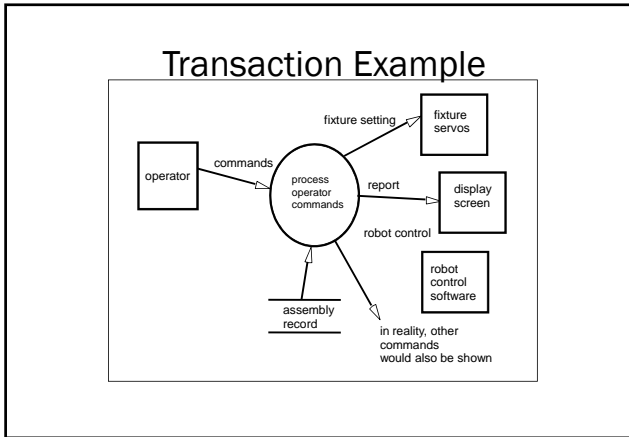 Transaction Example
fixture setting
fixture
servos
commands
operator
process
operator
commands
report
display
screen
robot control
robot
control
software
assembly
record
in reality, other
commands
would also be shown